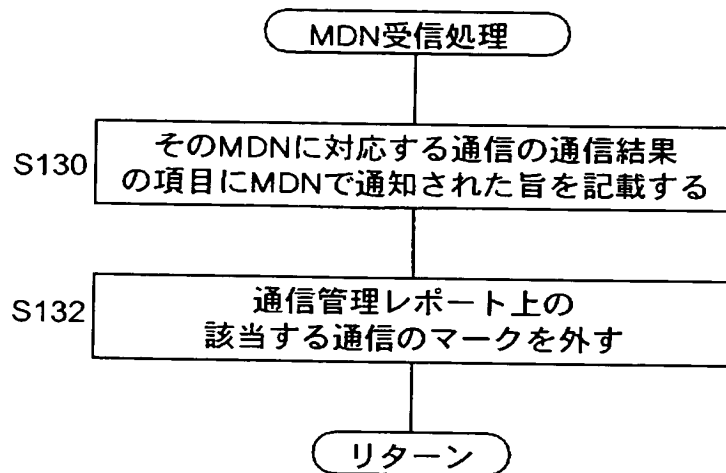 MDN受信処理
S130
そのMDNに対応する通信の通信結果
の項目にMDNで通知された旨を記載する
S132
通信管理レポート上の
該当する通信のマークを外す
リターン